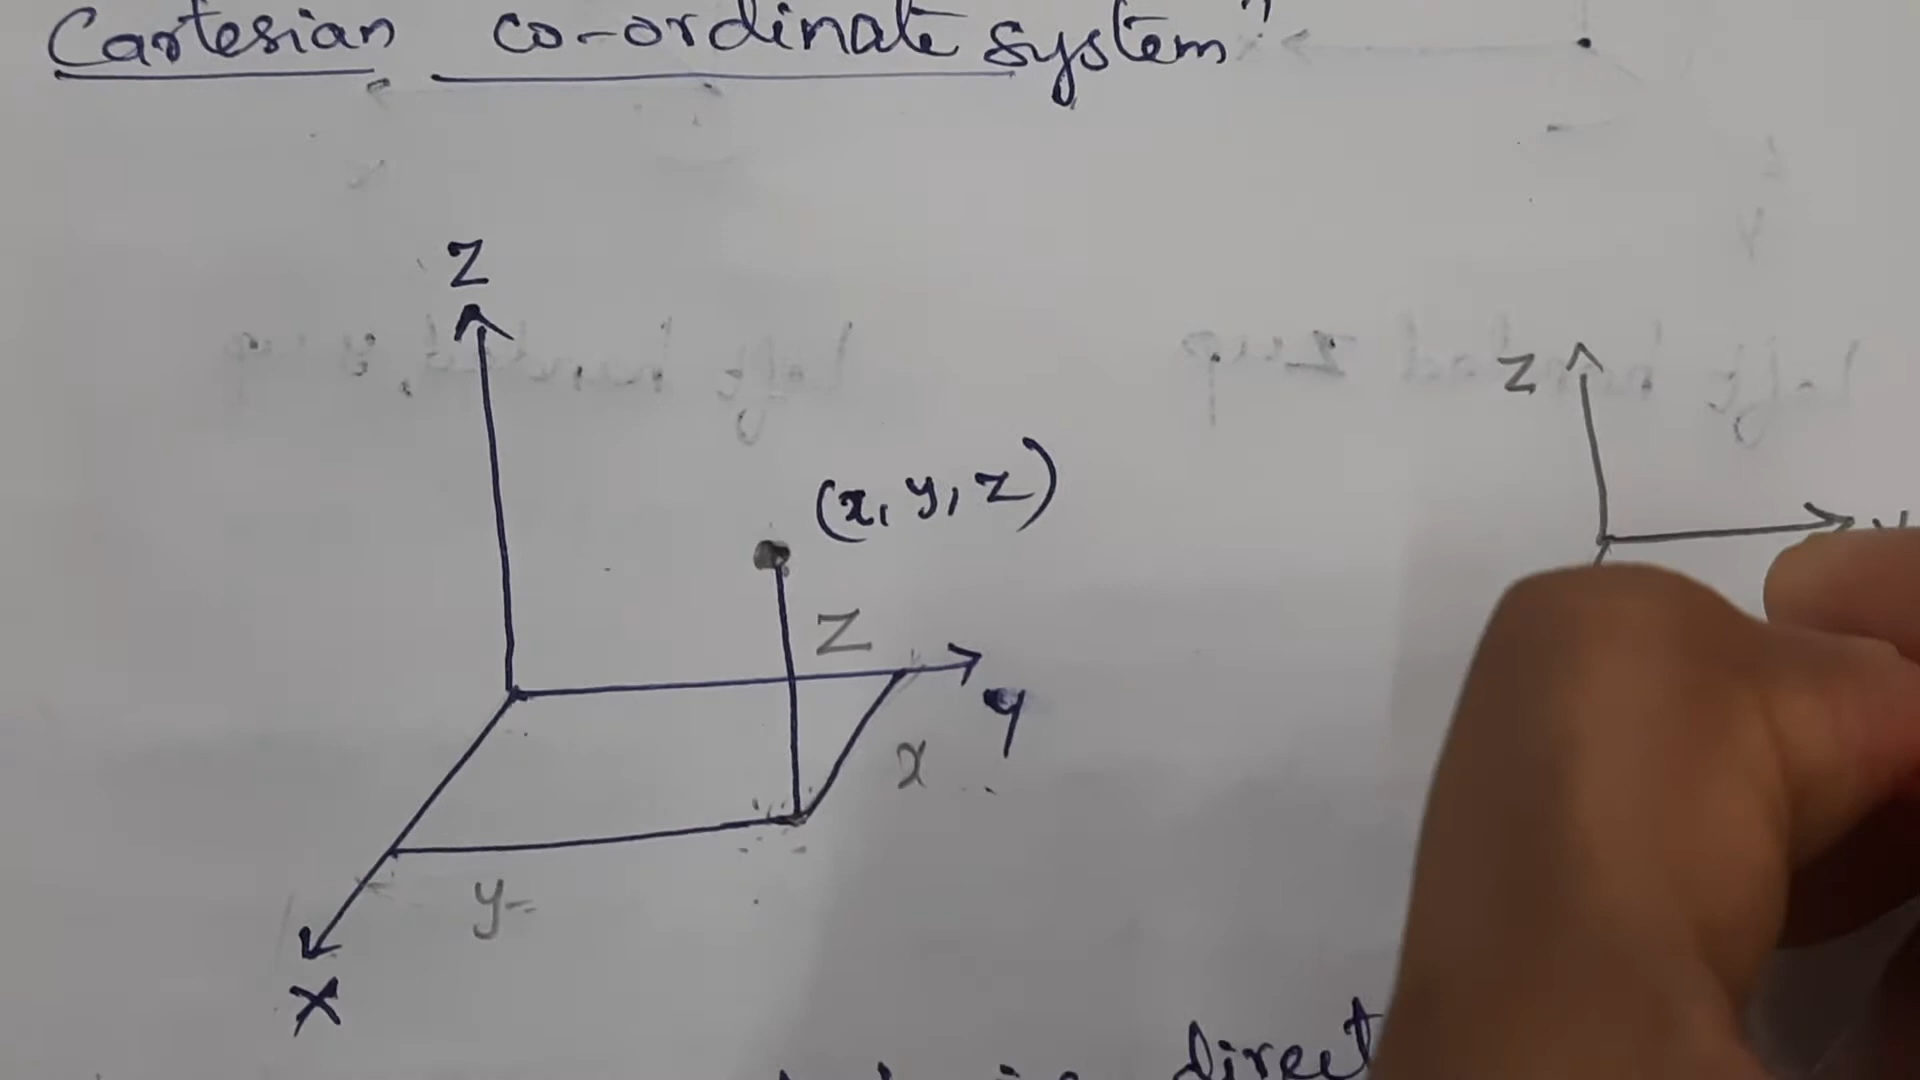 Cartesian co-ordinate system?
Z
Z
(x, y, z)
Z
y
x
y
X
direct